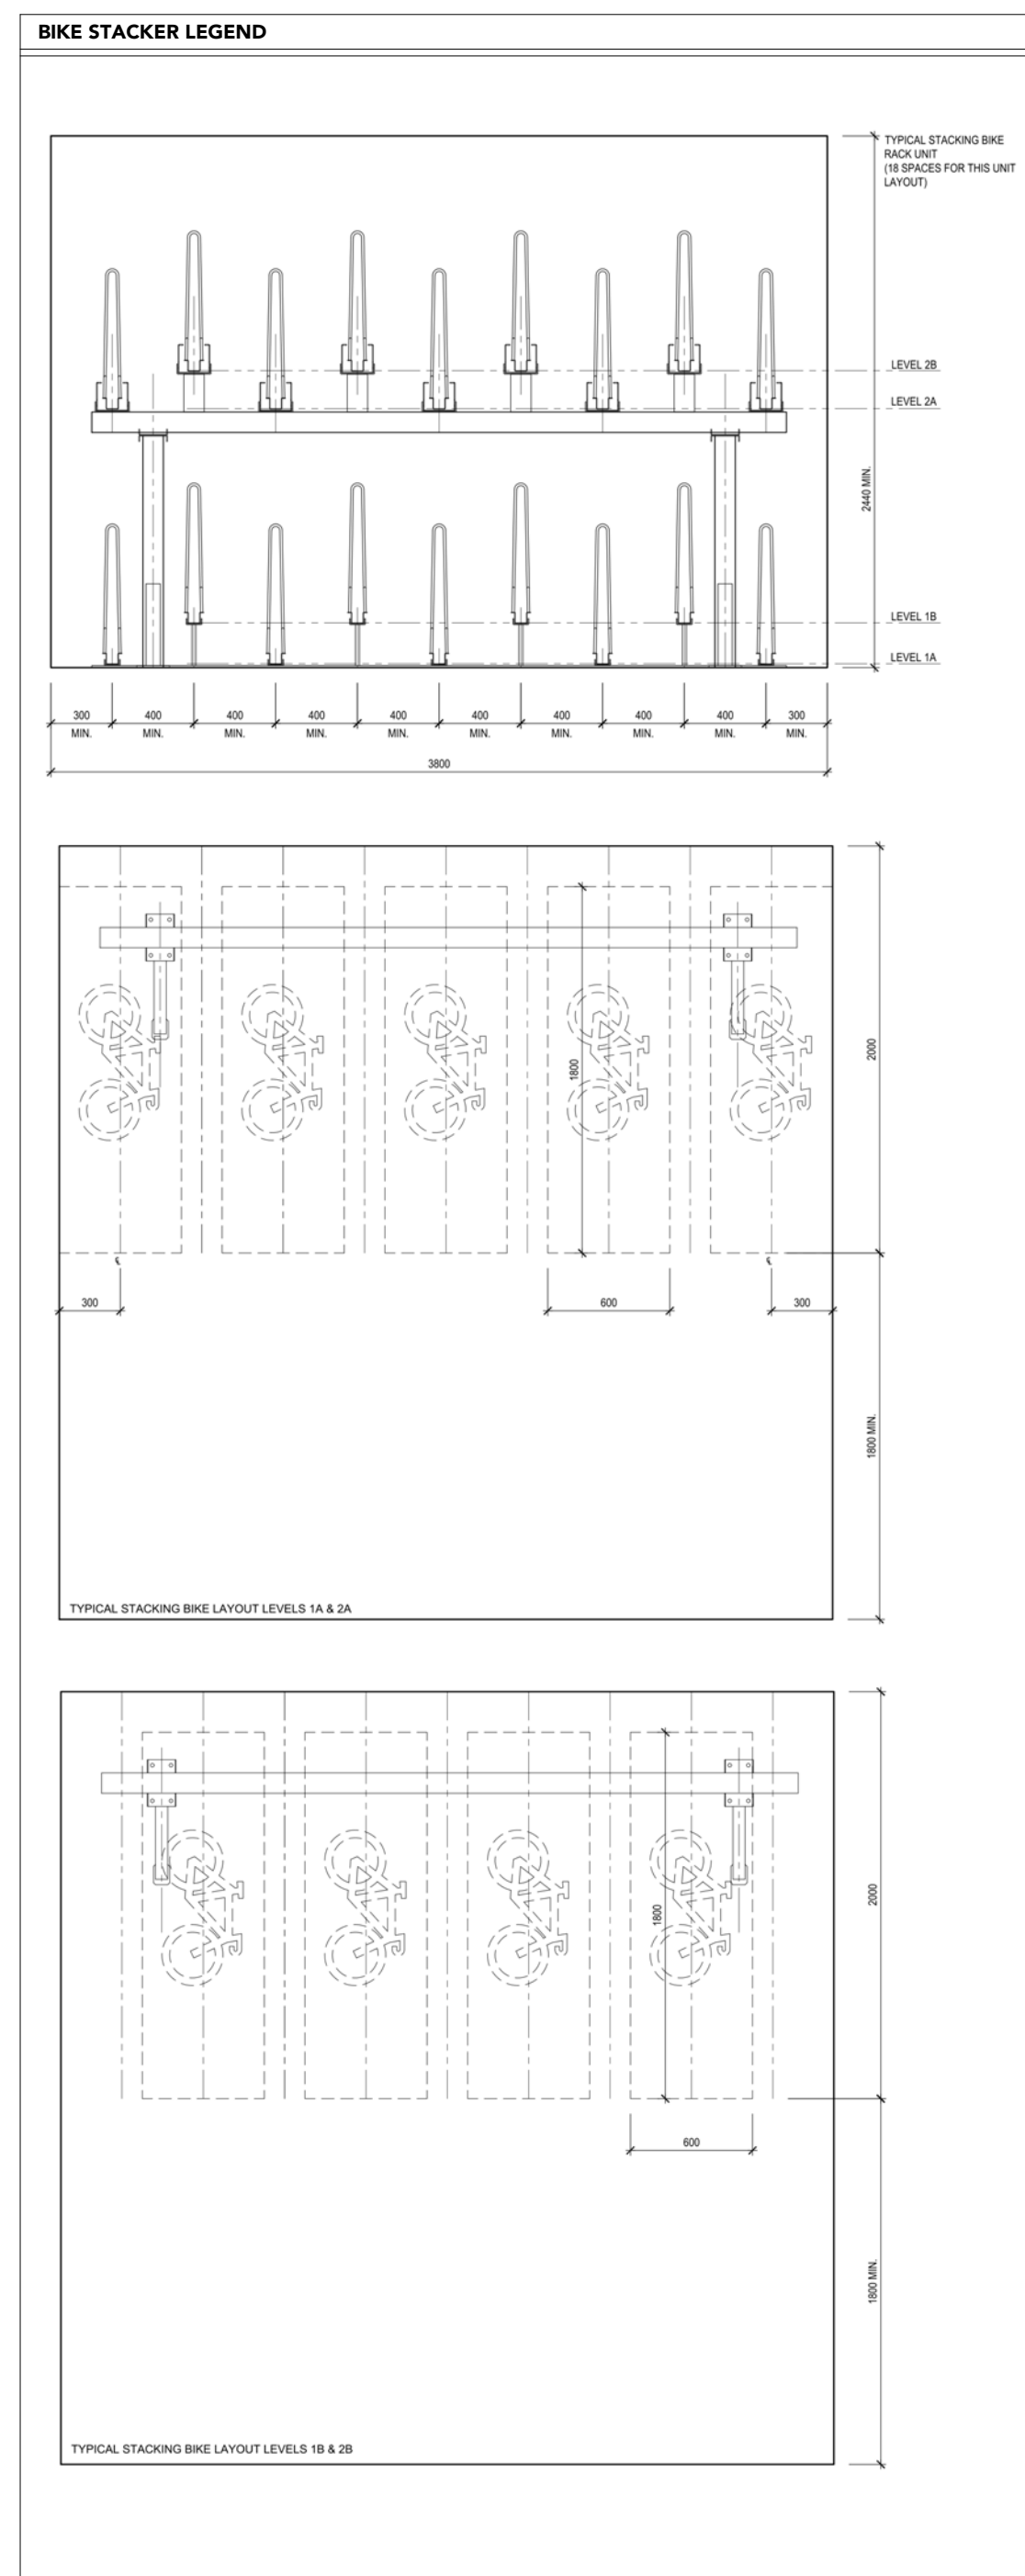 BIKE STACKER LEGEND
TYPICAL STACKING BIKE
RACK UNIT
(18 SPACES FOR THIS UNIT
LAYOUT)
LEVEL 2B
LEVEL 2A
2440 MIN.
LEVEL 1B
LEVEL 1A
300 400 400 400 400 400 400 400 400 300
MIN. MIN. MIN. MIN. MIN. MIN. MIN. MIN. MIN. MIN.
3800
1800
2000
℄ ℄
300 600 300
1800 MIN.
TYPICAL STACKING BIKE LAYOUT LEVELS 1A & 2A
1800
2000
600
1800 MIN.
TYPICAL STACKING BIKE LAYOUT LEVELS 1B & 2B